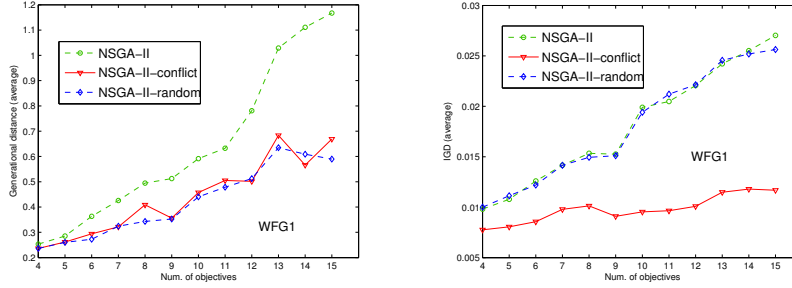 1.2
1.1
1
0.9
0.8
0.7
0.6
0.5
0.4
0.3
0.2
Generational distance (average)
NSGA-II
NSGA-II-conflict
NSGA-II-random
WFG1
4 5 6 7 8 9 10 11 12 13 14 15
Num. of objectives
0.03
0.025
0.02
0.015
0.01
0.005
IGD (average)
NSGA-II
NSGA-II-conflict
NSGA-II-random
WFG1
4 5 6 7 8 9 10 11 12 13 14 15
Num. of objectives